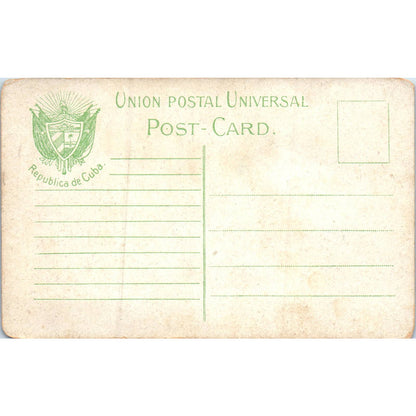 UNION POSTAL UNIVERSAL
POST-CARD.
Republica de Cuba.